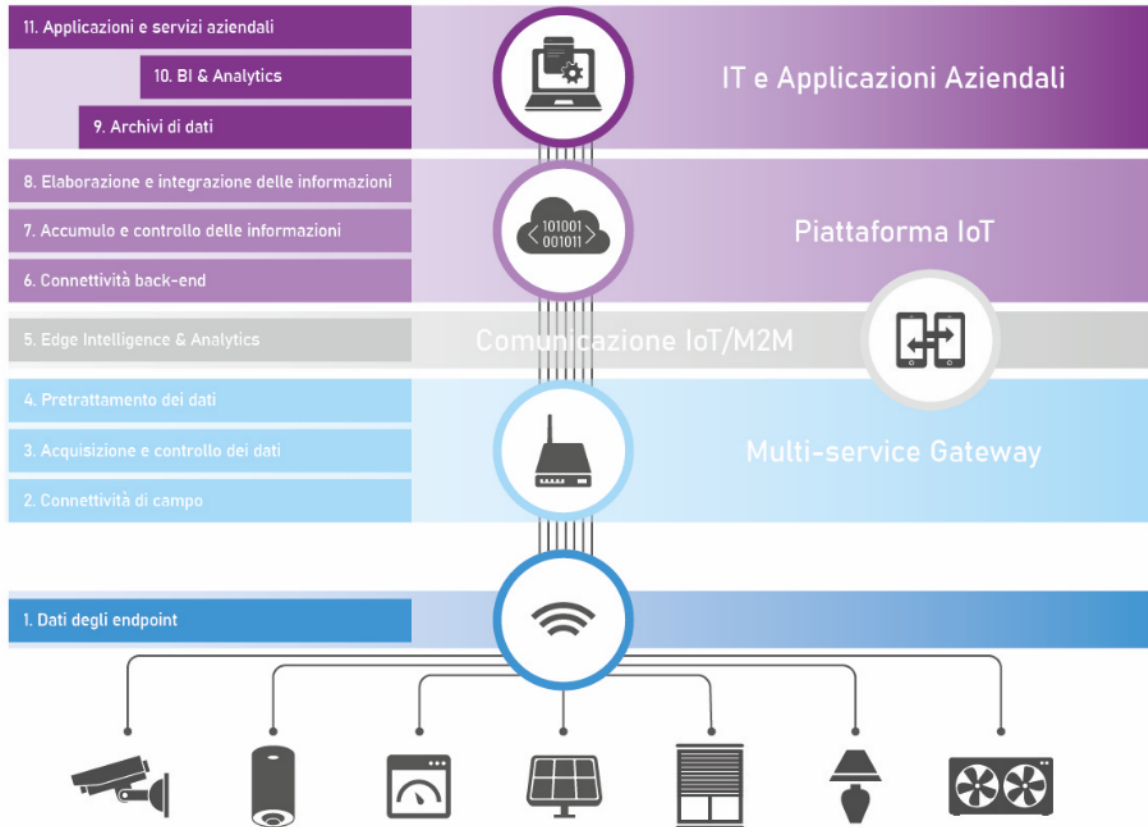 11. Applicazioni e servizi aziendali
10. BI & Analytics
9. Archivi di dati
IT e Applicazioni Aziendali
8. Elaborazione e integrazione delle informazioni
7. Accumulo e controllo delle informazioni
6. Connettività back-end
101001
001011
Piattaforma IoT
5. Edge Intelligence & Analytics
Comunicazione IoT/M2M
4. Pretrattamento dei dati
3. Acquisizione e controllo dei dati
2. Connettività di campo
Multi-service Gateway
1. Dati degli endpoint